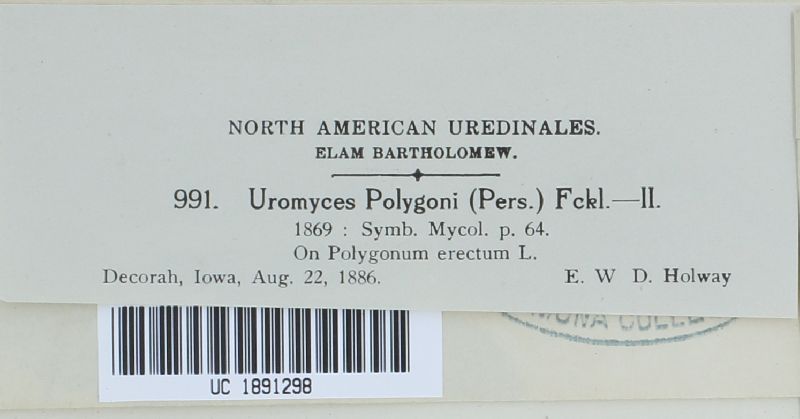 NORTH AMERICAN UREDINALES.
ELAM BARTHOLOMEW.
991. Uromyces Polygoni (Pers.) Fckl.—II.
1869 : Symb. Mycol. p. 64.
On Polygonum erectum L.
Decorah, Iowa, Aug. 22, 1886. E. W D. Holway
UC 1891298